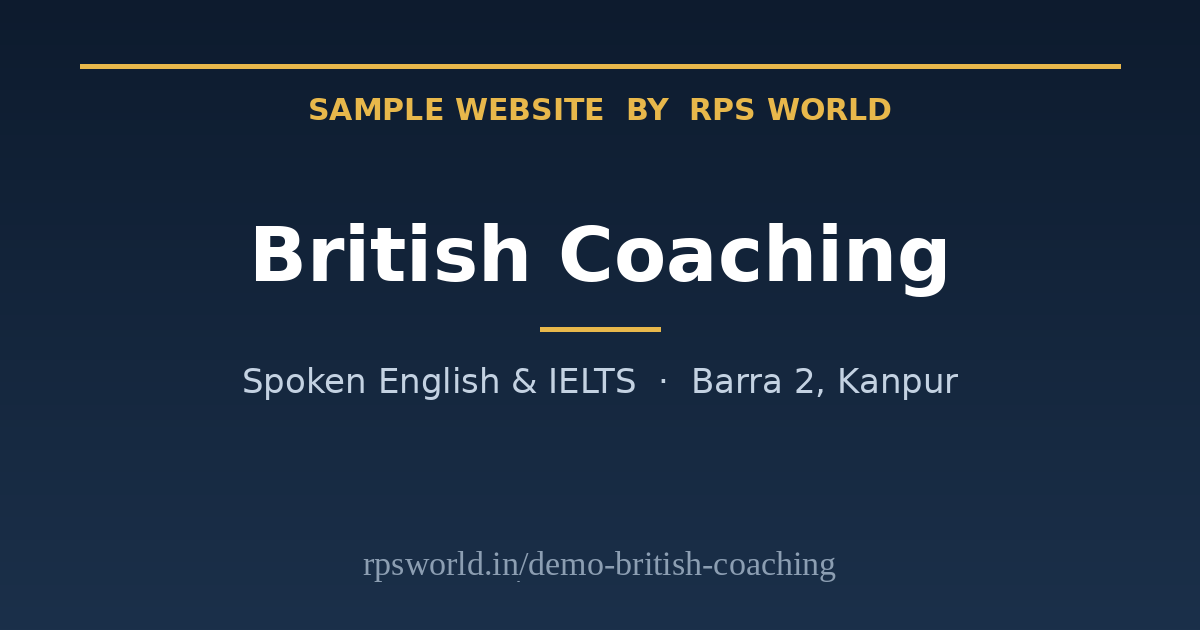 SAMPLE WEBSITE BY RPS WORLD
British Coaching
Spoken English & IELTS · Barra 2, Kanpur
rpsworld.in/demo-british-coaching